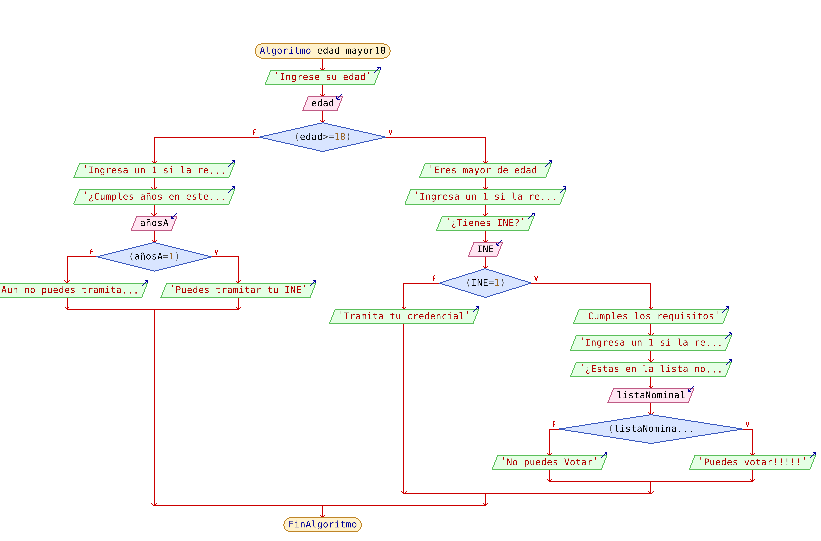 Algoritmo edad_mayor18
'Ingrese su edad'
edad
F
(edad>=18)
V
'Ingresa un 1 si la re...
'¿Cumples años en este...
añosA
F
(añosA=1)
V
'Aun no puedes tramita...
'Puedes tramitar tu INE'
'Eres mayor de edad'
'Ingresa un 1 si la re...
'¿Tienes INE?'
INE
F
(INE=1)
V
'Tramita tu credencial'
'Cumples los requisitos'
'Ingresa un 1 si la re...
'¿Estas en la lista no...
listaNominal
F
(listaNomina...
V
'No puedes Votar'
'Puedes votar!!!!!'
FinAlgoritmo